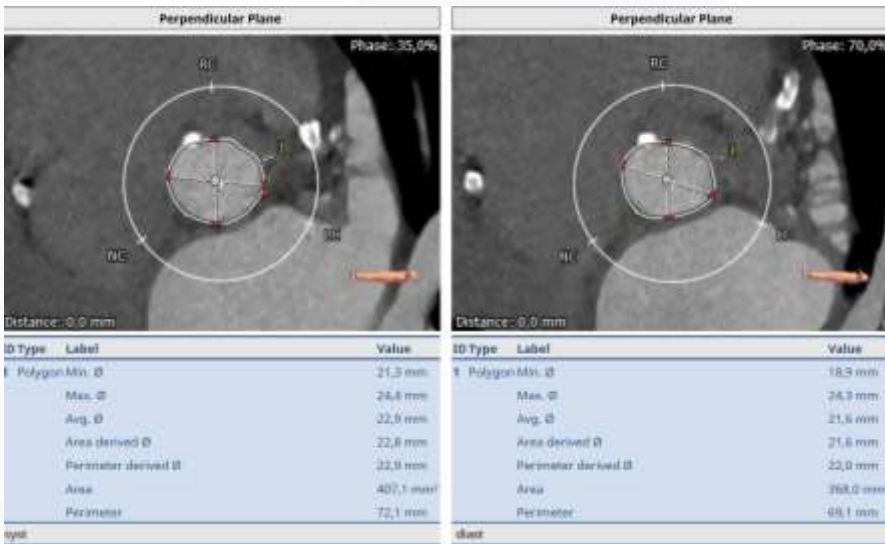 Perpendicular Plane
Phase: 35,0%
RC
NC
Distance: 0.0 mm
ID Type Label Value
1 Polygon Min. Ø 21,3 mm
Max. Ø 24,4 mm
Avg. Ø 22,9 mm
Area derived Ø 22,8 mm
Perimeter derived Ø 22,9 mm
Area 407,1 mm²
Perimeter 72,1 mm
syst
Perpendicular Plane
Phase: 70,0%
RC
NC
Distance: 0.0 mm
ID Type Label Value
1 Polygon Min. Ø 18,9 mm
Max. Ø 24,3 mm
Avg. Ø 21,6 mm
Area derived Ø 21,6 mm
Perimeter derived Ø 22,0 mm
Area 368,0 mm
Perimeter 69,1 mm
diast